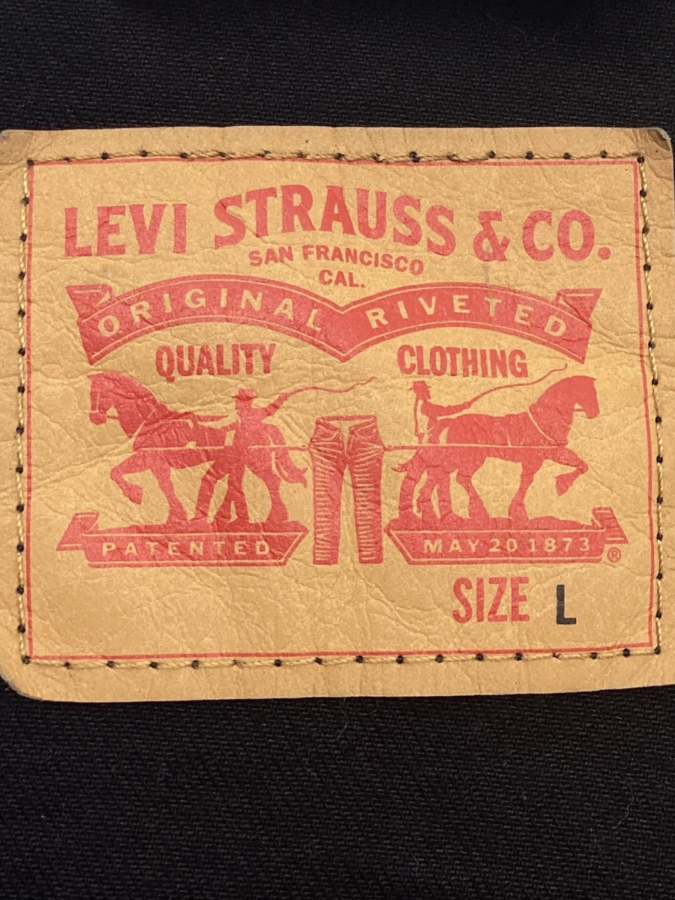 LEVI STRAUSS & CO.
SAN FRANCISCO
CAL.
ORIGINAL RIVETED
QUALITY CLOTHING
PATENTED MAY 20 1873 ®
SIZE L